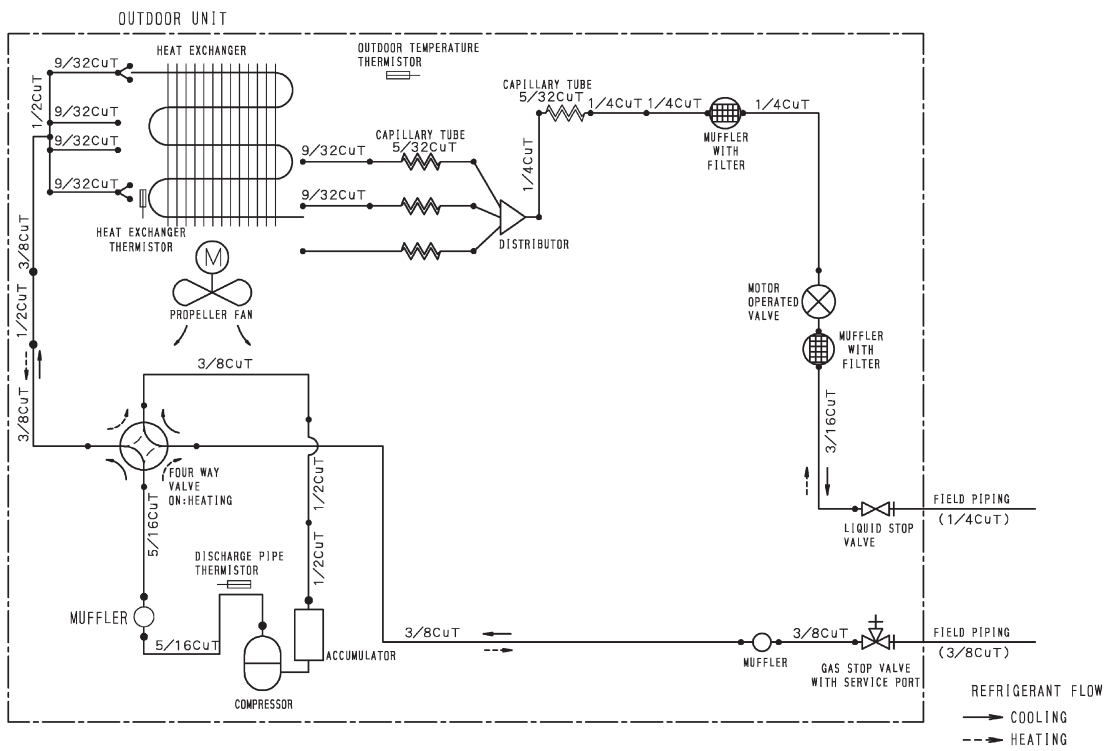 OUTDOOR UNIT
HEAT EXCHANGER
OUTDOOR TEMPERATURE
THERMISTOR
9/32CuT
1/2CuT
9/32CuT
9/32CuT
9/32CuT
CAPILLARY TUBE
5/32CuT
1/4CuT
1/4CuT
1/4CuT
MUFFLER
WITH
FILTER
CAPILLARY TUBE
5/32CuT
9/32CuT
9/32CuT
1/4CuT
DISTRIBUTOR
HEAT EXCHANGER
THERMISTOR
3/8CuT
1/2CuT
3/8CuT
M
PROPELLER FAN
MOTOR
OPERATED
VALVE
MUFFLER
WITH
FILTER
3/8CuT
FOUR WAY
VALVE
ON:HEATING
5/16CuT
1/2CuT
1/2CuT
3/16CuT
FIELD PIPING
(1/4CuT)
LIQUID STOP
VALVE
DISCHARGE PIPE
THERMISTOR
MUFFLER
5/16CuT
ACCUMULATOR
COMPRESSOR
3/8CuT
MUFFLER
3/8CuT
GAS STOP VALVE
WITH SERVICE PORT
FIELD PIPING
(3/8CuT)
REFRIGERANT FLOW
COOLING
HEATING